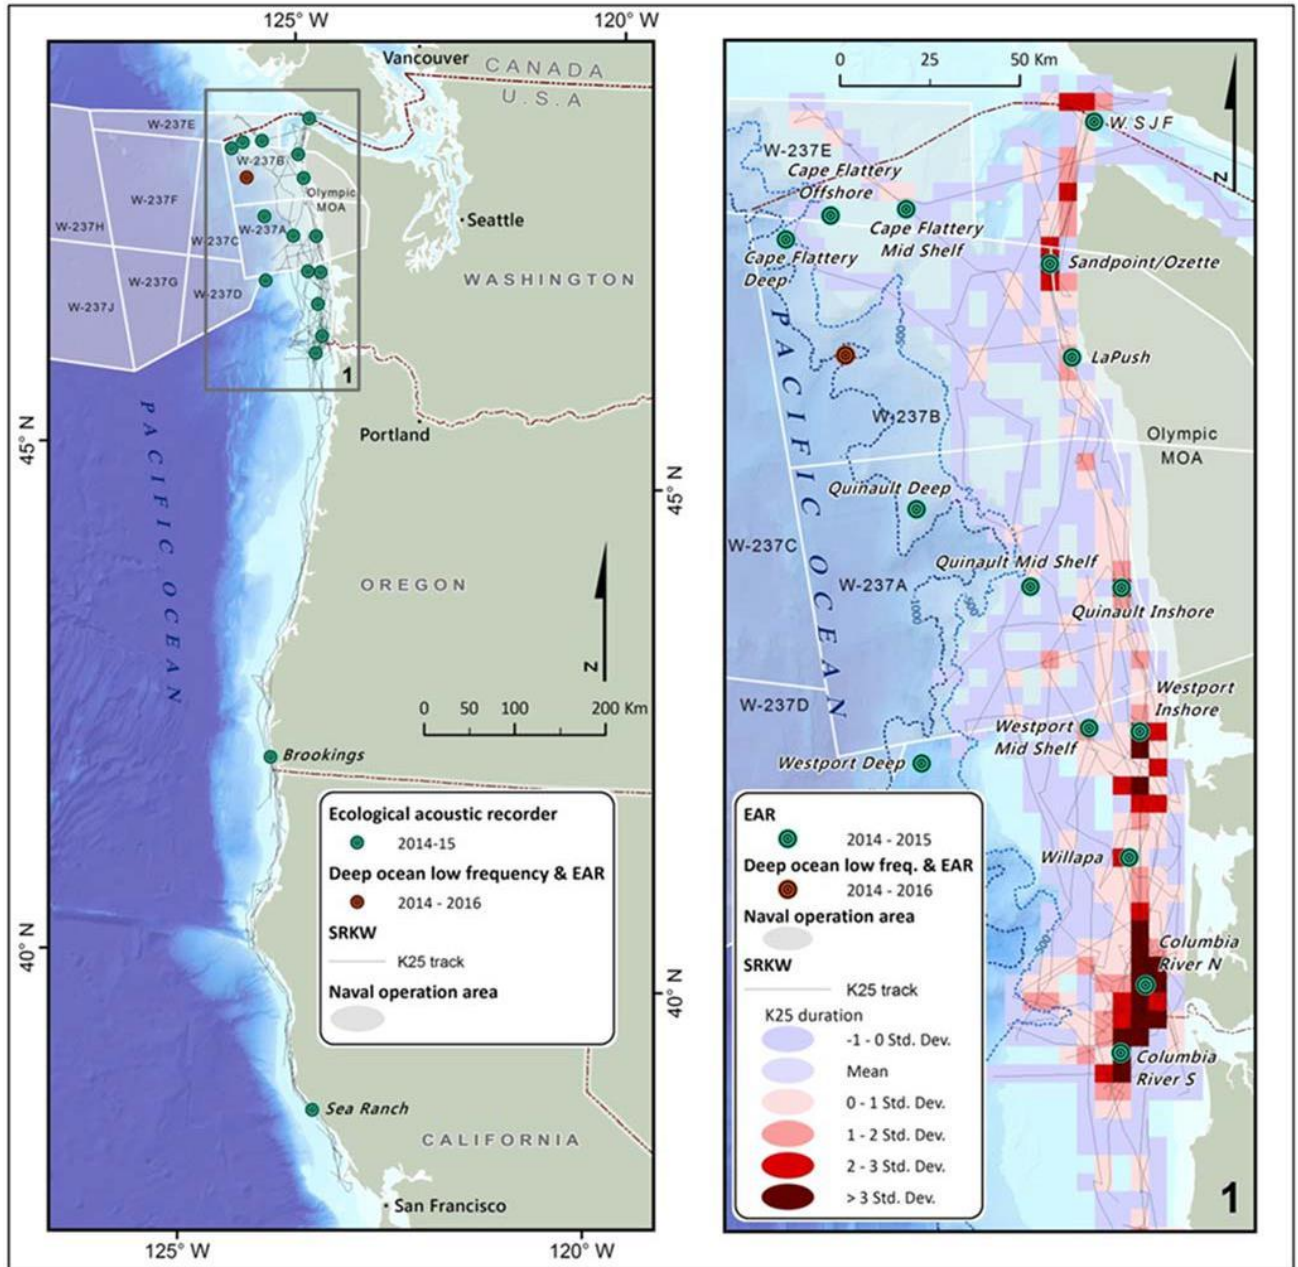 125° W
120° W
Vancouver
CANADA
U.S.A
W-237E
W-237B
Olympic
MOA
W-237F
W-237H
W-237C
W-237A
Seattle
W-237G
W-237D
W-237J
WASHINGTON
1
PACIFIC OCEAN
Portland
45° N
45° N
OREGON
N
0 50 100 200 Km
Brookings
Ecological acoustic recorder
2014-15
Deep ocean low frequency & EAR
2014 - 2016
SRKW
K25 track
Naval operation area
40° N
40° N
Sea Ranch
CALIFORNIA
San Francisco
125° W
120° W
0 25 50 Km
N
W. S J F
W-237E
Cape Flattery
Offshore
Cape Flattery
Mid Shelf
Cape Flattery
Deep
Sandpoint/Ozette
-500
LaPush
PACIFIC OCEAN
W-237B
Olympic
MOA
Quinault Deep
W-237C
Quinault Mid Shelf
W-237A
1000
-500
Quinault Inshore
W-237D
Westport
Inshore
Westport
Mid Shelf
Westport Deep
EAR
2014 - 2015
Deep ocean low freq. & EAR
2014 - 2016
Naval operation area
SRKW
K25 track
K25 duration
-1 - 0 Std. Dev.
Mean
0 - 1 Std. Dev.
1 - 2 Std. Dev.
2 - 3 Std. Dev.
> 3 Std. Dev.
Willapa
-500
Columbia
River N
Columbia
River S
1